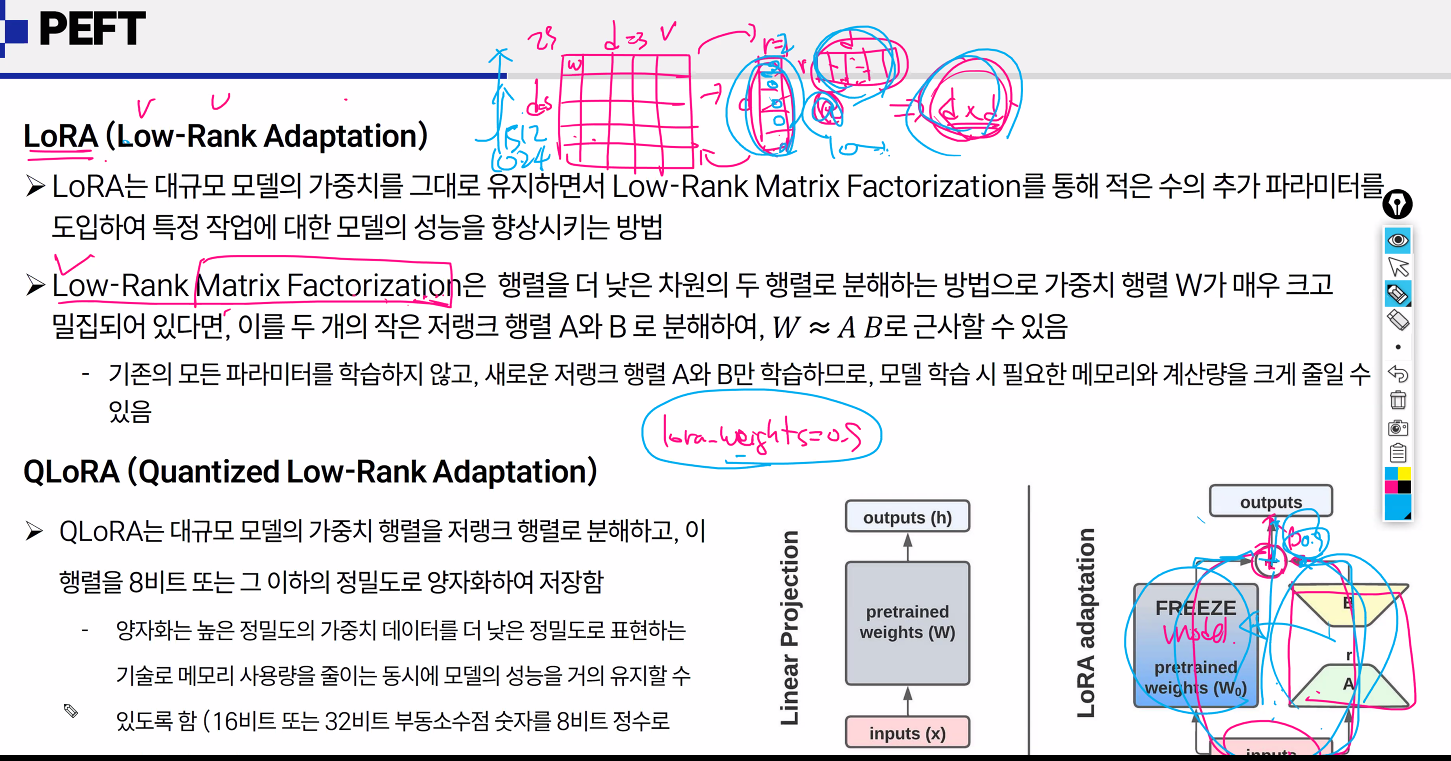 PEFT
25 d=3 V
w
d=5
512
1024
r=2
r
d
10
=> d x d
LoRA (Low-Rank Adaptation)
➢ LoRA는 대규모 모델의 가중치를 그대로 유지하면서 Low-Rank Matrix Factorization를 통해 적은 수의 추가 파라미터를
도입하여 특정 작업에 대한 모델의 성능을 향상시키는 방법
➢ Low-Rank Matrix Factorization은 행렬을 더 낮은 차원의 두 행렬로 분해하는 방법으로 가중치 행렬 W가 매우 크고
밀집되어 있다면, 이를 두 개의 작은 저랭크 행렬 A와 B 로 분해하여, W ≈ A B로 근사할 수 있음
- 기존의 모든 파라미터를 학습하지 않고, 새로운 저랭크 행렬 A와 B만 학습하므로, 모델 학습 시 필요한 메모리와 계산량을 크게 줄일 수
있음
lora-weights=0.5
QLoRA (Quantized Low-Rank Adaptation)
➢ QLoRA는 대규모 모델의 가중치 행렬을 저랭크 행렬로 분해하고, 이
행렬을 8비트 또는 그 이하의 정밀도로 양자화하여 저장함
- 양자화는 높은 정밀도의 가중치 데이터를 더 낮은 정밀도로 표현하는
기술로 메모리 사용량을 줄이는 동시에 모델의 성능을 거의 유지할 수
있도록 함 (16비트 또는 32비트 부동소수점 숫자를 8비트 정수로
Linear Projection
outputs (h)
pretrained
weights (W)
inputs (x)
LoRA adaptation
outputs
0.5
FREEZE
model.
pretrained
weights (W₀)
B
r
A
inputs